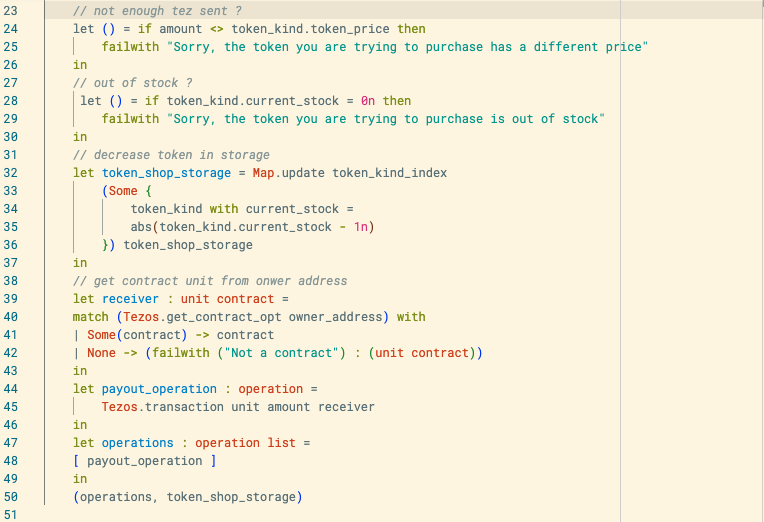 23 // not enough tez sent ?
24 let () = if amount <> token_kind.token_price then
25 failwith "Sorry, the token you are trying to purchase has a different price"
26 in
27 // out of stock ?
28 let () = if token_kind.current_stock = 0n then
29 failwith "Sorry, the token you are trying to purchase is out of stock"
30 in
31 // decrease token in storage
32 let token_shop_storage = Map.update token_kind_index
33 (Some {
34 token_kind with current_stock =
35 abs(token_kind.current_stock - 1n)
36 }) token_shop_storage
37 in
38 // get contract unit from onwer address
39 let receiver : unit contract =
40 match (Tezos.get_contract_opt owner_address) with
41 | Some(contract) -> contract
42 | None -> (failwith ("Not a contract") : (unit contract))
43 in
44 let payout_operation : operation =
45 Tezos.transaction unit amount receiver
46 in
47 let operations : operation list =
48 [ payout_operation ]
49 in
50 (operations, token_shop_storage)
51